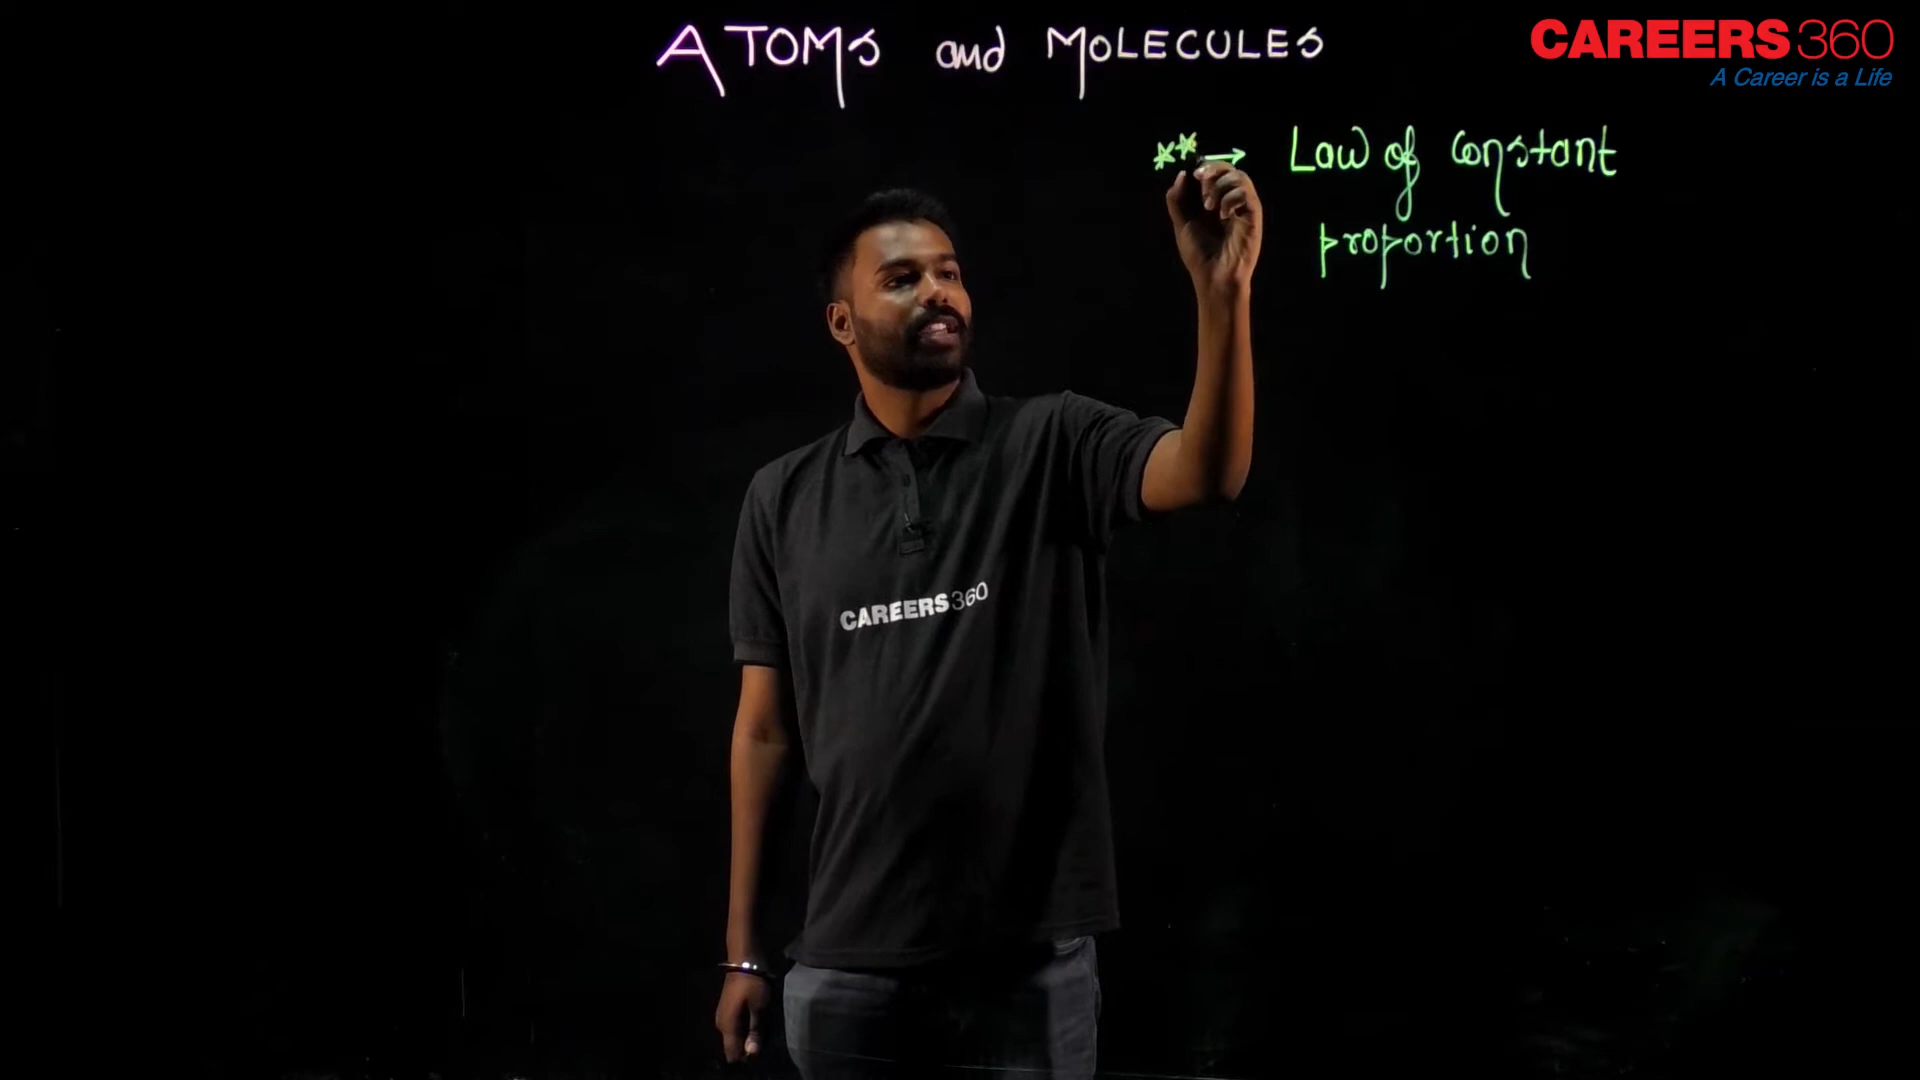 ATOMS and MOLECULES
CAREERS360
A Career is a Life
** → Law of constant
proportion
CAREERS360